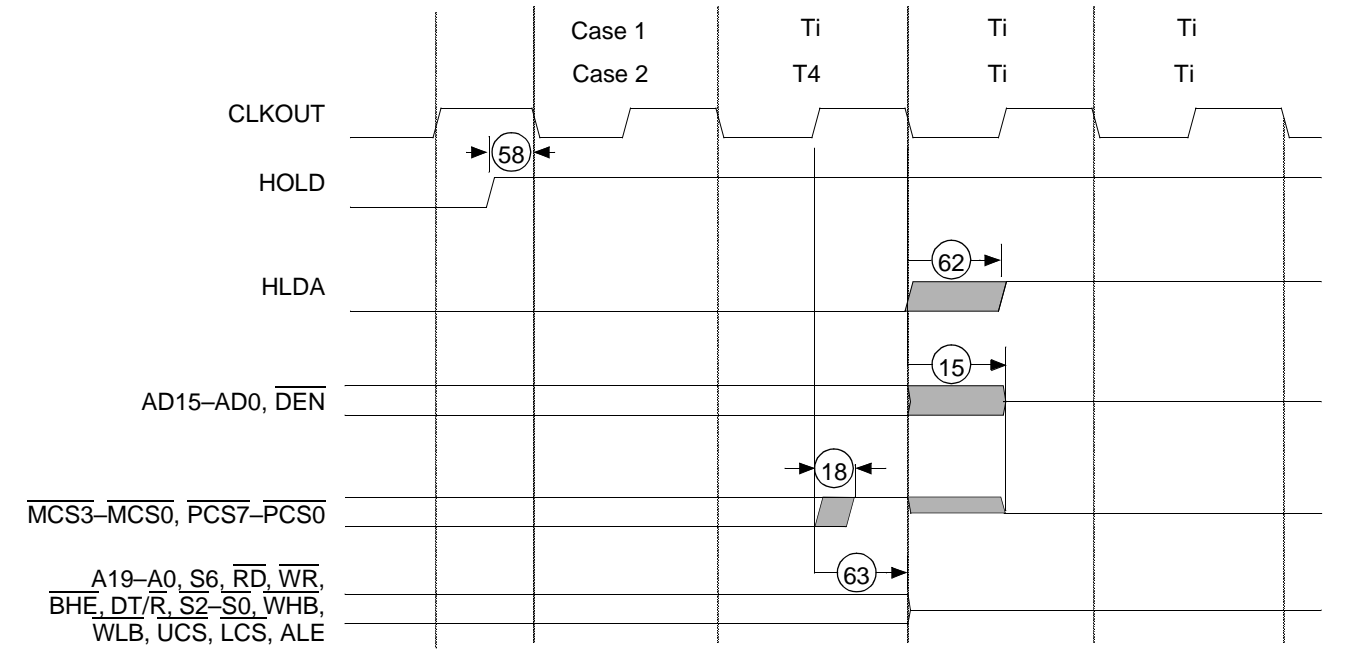 Case 1 Ti Ti Ti
Case 2 T4 Ti Ti
CLKOUT
58
HOLD
62
HLDA
15
AD15–AD0, DEN
18
MCS3–MCS0, PCS7–PCS0
63
A19–A0, S6, RD, WR,
BHE, DT/R, S2–S0, WHB,
WLB, UCS, LCS, ALE